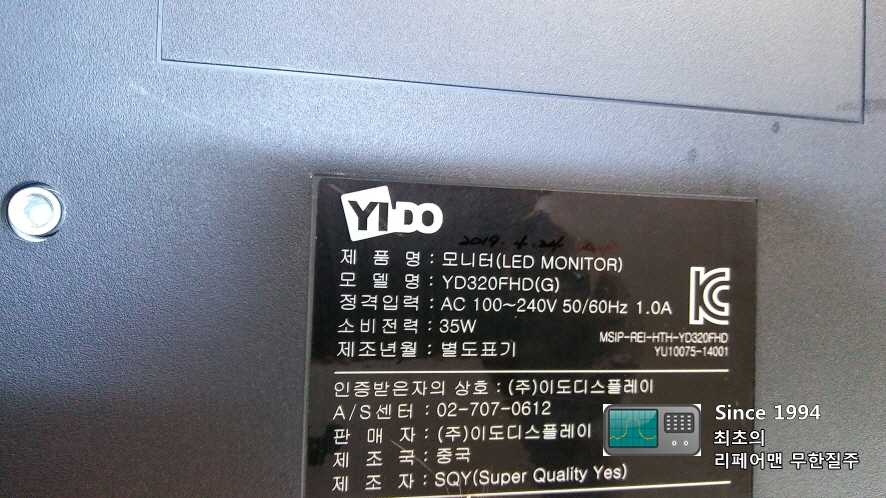 YIDO
2019. 4. 24
제 품 명 : 모니터(LED MONITOR)
모 델 명 : YD320FHD(G)
정격입력 : AC 100~240V 50/60Hz 1.0A
소비전력 : 35W
제조년월 : 별도표기
MSIP-REI-HTH-YD320FHD
YU10075-14001
인증받은자의 상호 : (주)이도디스플레이
A/S센터 : 02-707-0612
판 매 자 : (주)이도디스플레이
제 조 국 : 중국
제 조 자 : SQY(Super Quality Yes)
Since 1994
최초의
리페어맨 무한질주